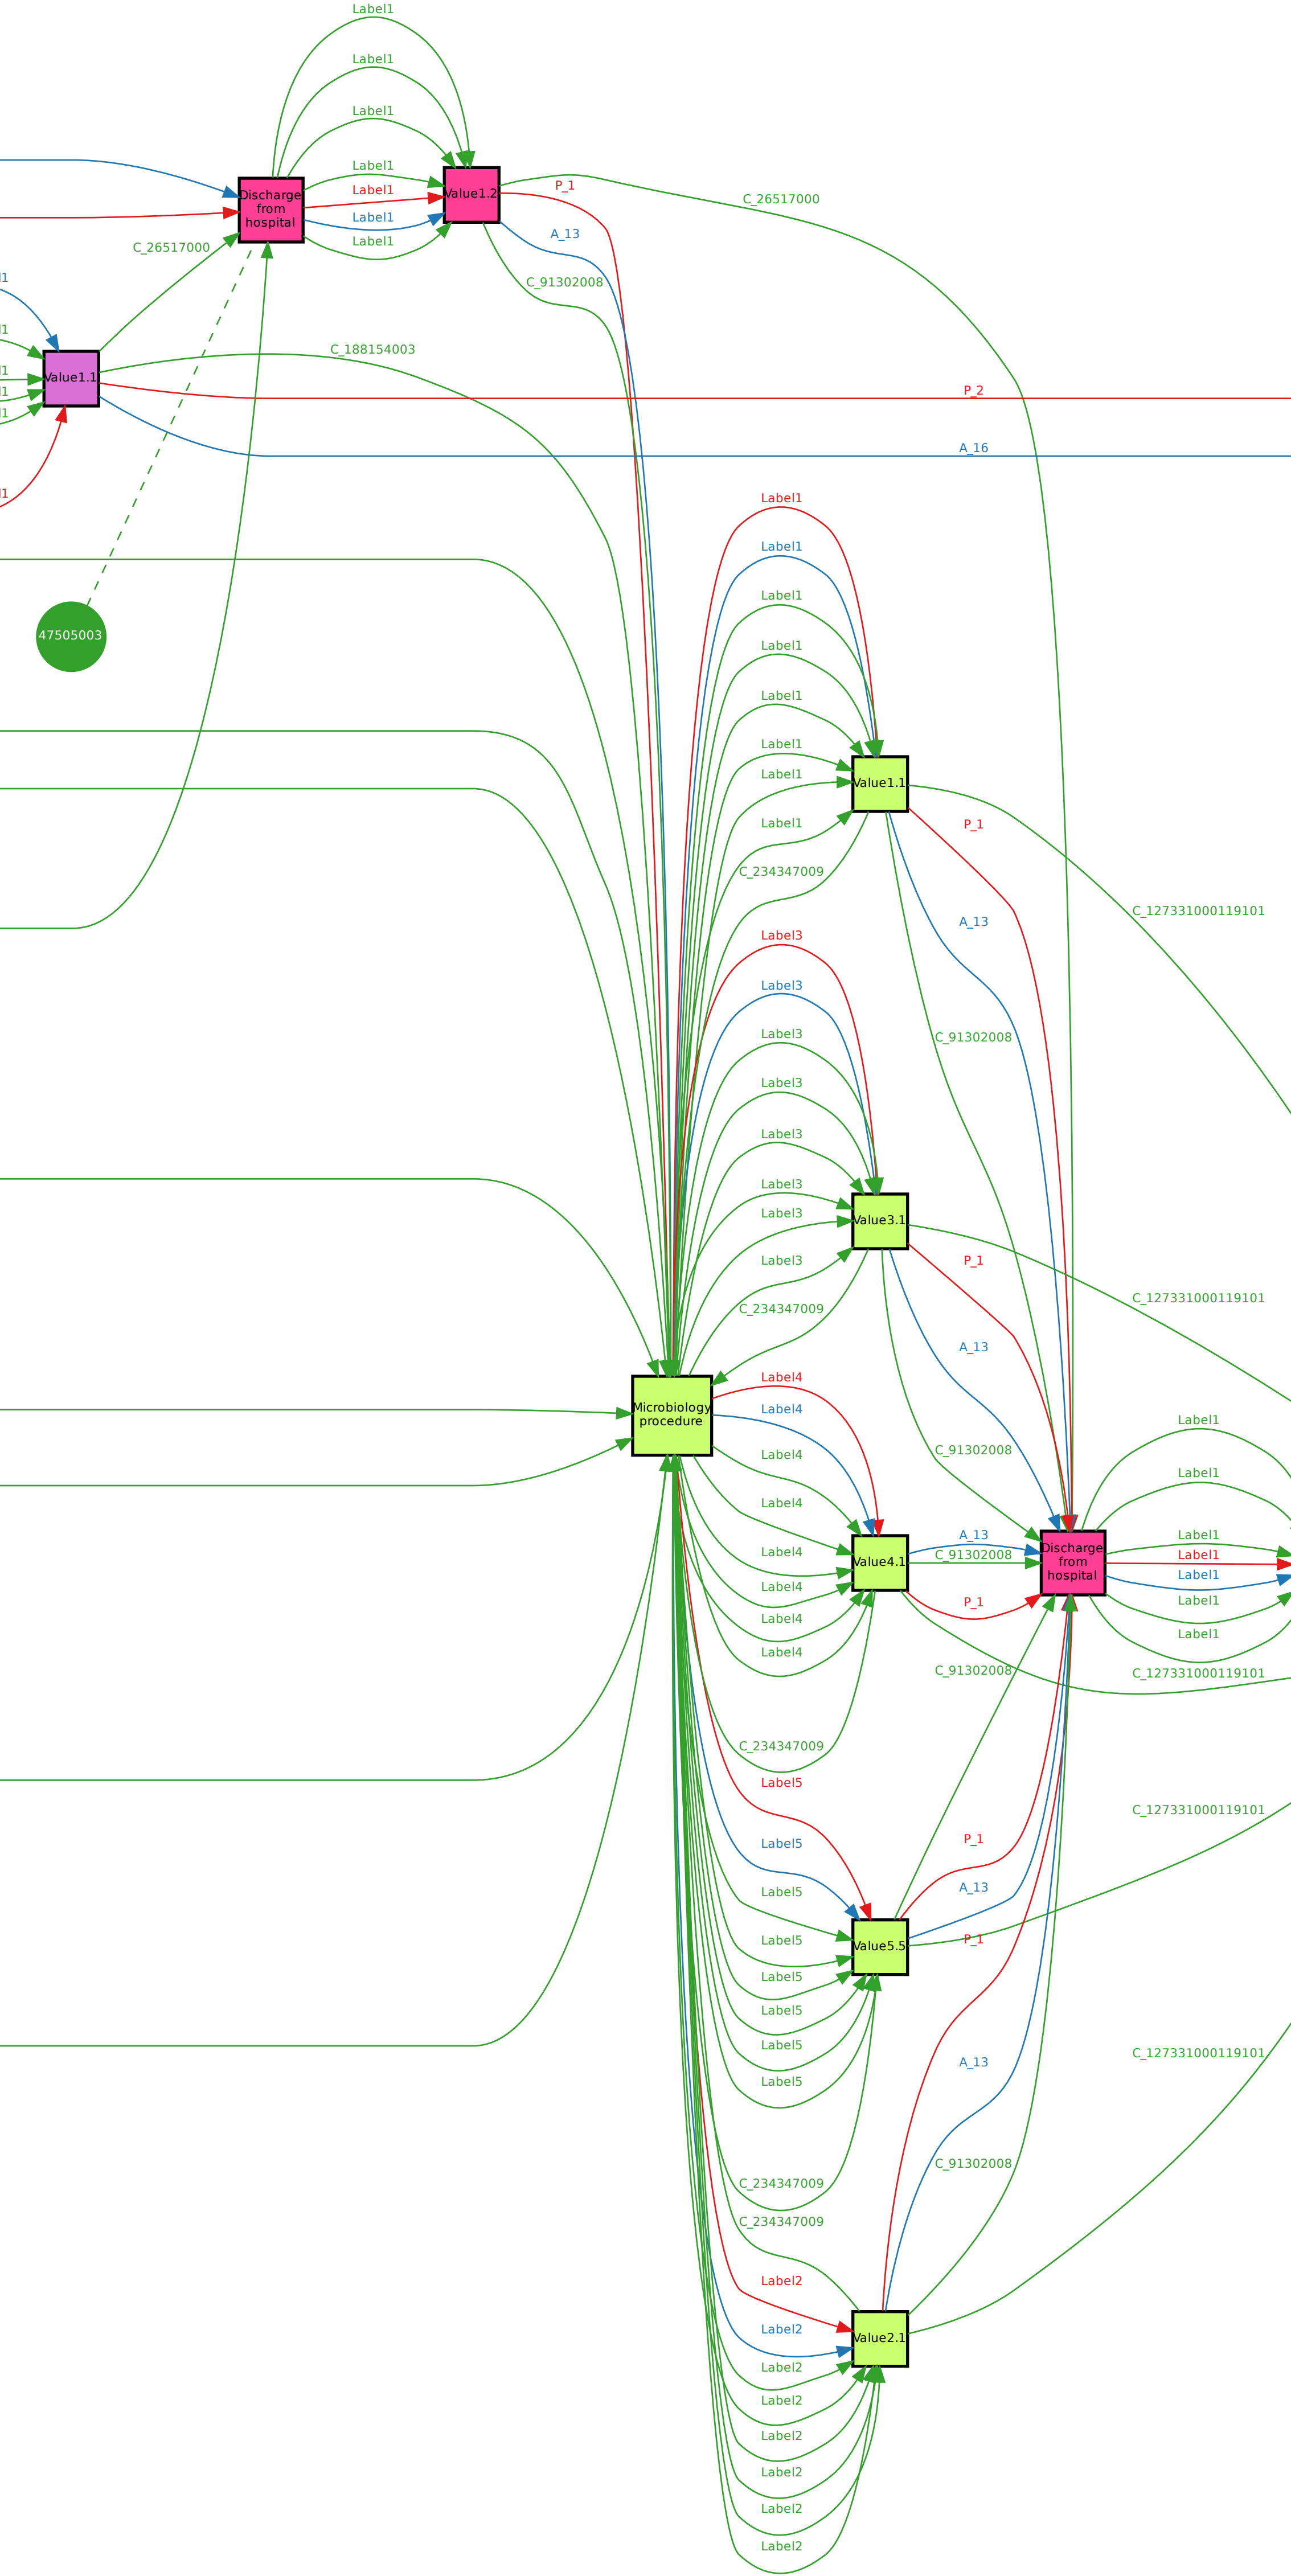 Label1
Label1
Label1
Label1
Label1
Label1
Label1
Discharge
from
hospital
Value1.2
P_1
C_26517000
A_13
C_91302008
C_26517000
C_188154003
Value1.1
P_2
A_16
47505003
Label1
Label1
Label1
Label1
Label1
Label1
Label1
Label1
C_234347009
Value1.1
P_1
A_13
C_91302008
C_127331000119101
Label3
Label3
Label3
Label3
Label3
Label3
Label3
Label3
C_234347009
Value3.1
P_1
A_13
C_91302008
C_127331000119101
Microbiology
procedure
Label4
Label4
Label4
Label4
Label4
Label4
Label4
Label4
C_234347009
Value4.1
A_13
C_91302008
P_1
C_127331000119101
Discharge
from
hospital
Label1
Label1
Label1
Label1
Label1
Label1
Label1
C_91302008
Label5
Label5
Label5
Label5
Label5
Label5
Label5
Label5
C_234347009
Value5.5
P_1
A_13
P_1
C_127331000119101
A_13
C_91302008
C_127331000119101
C_234347009
Label2
Label2
Label2
Label2
Label2
Label2
Label2
Label2
Value2.1